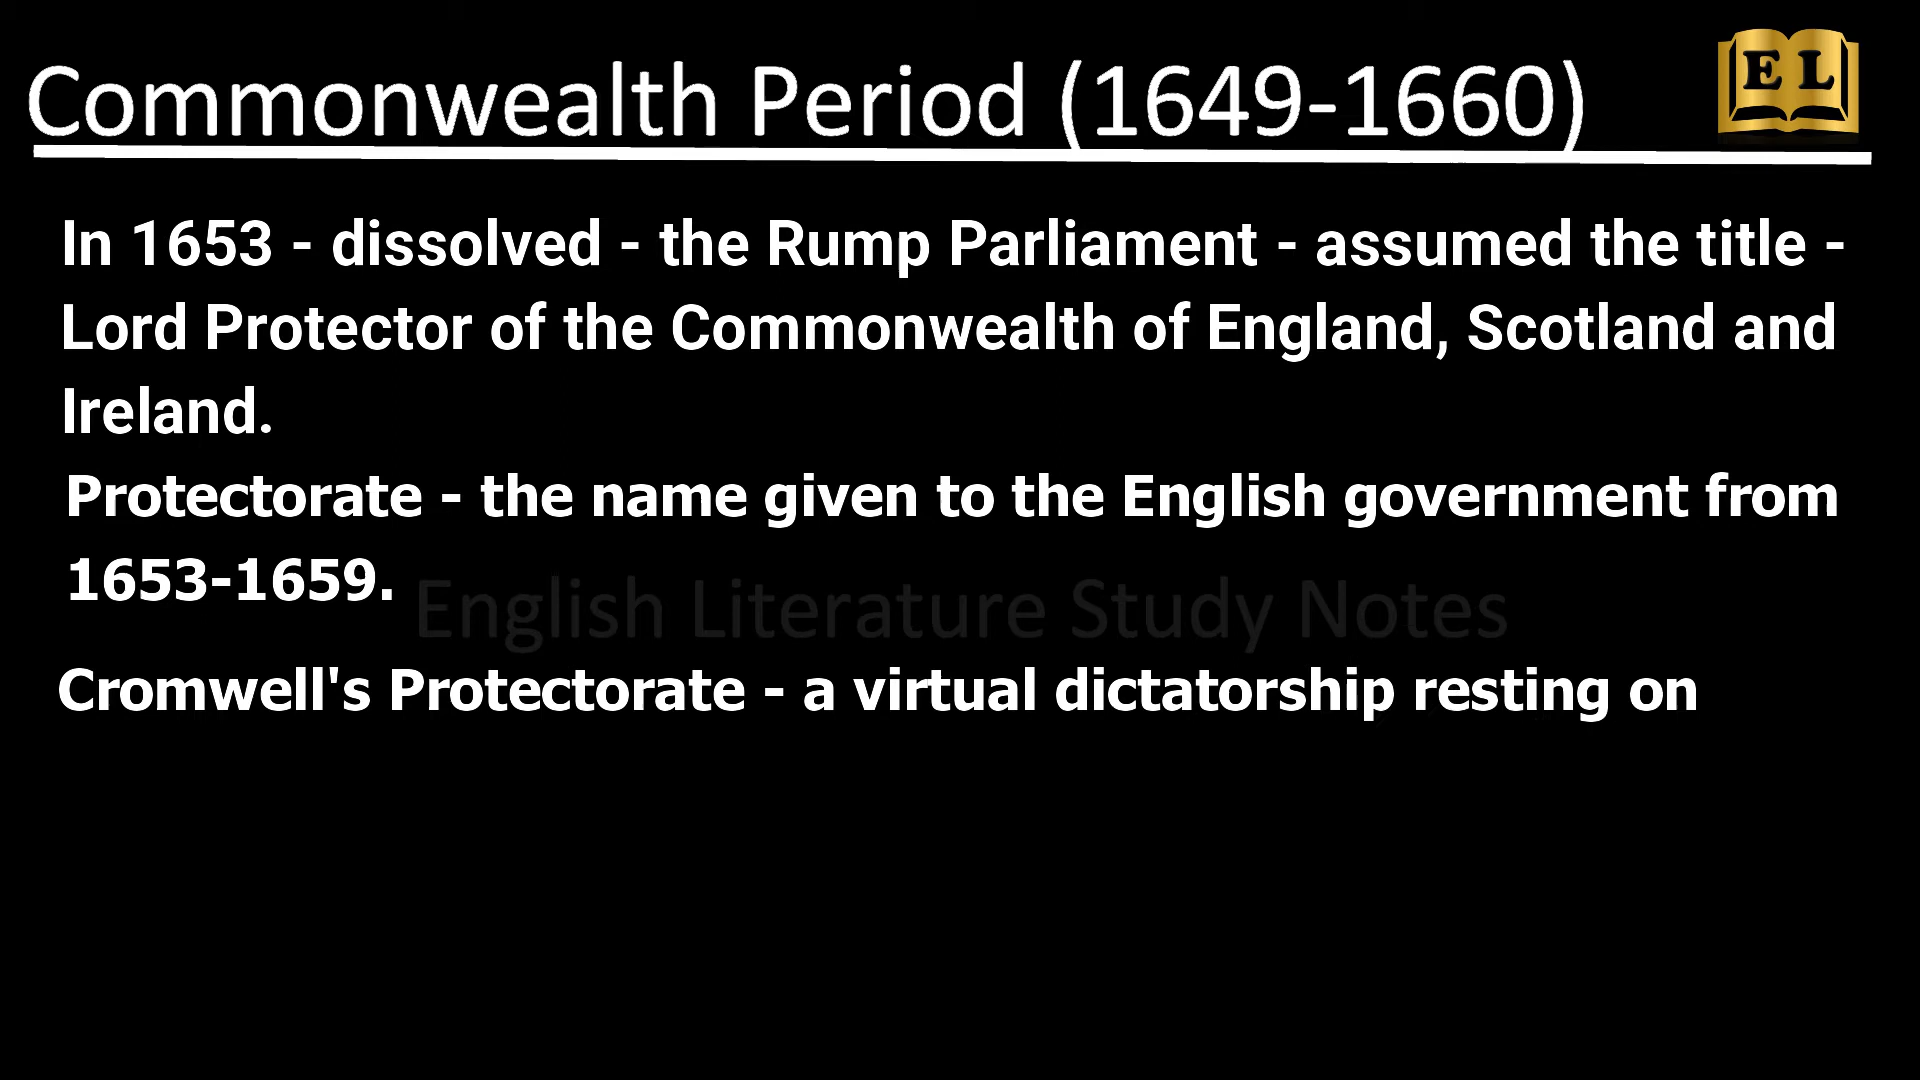 Commonwealth Period (1649-1660)
E L
In 1653 - dissolved - the Rump Parliament - assumed the title -
Lord Protector of the Commonwealth of England, Scotland and
Ireland.
Protectorate - the name given to the English government from
1653-1659.
English Literature Study Notes
Cromwell's Protectorate - a virtual dictatorship resting on